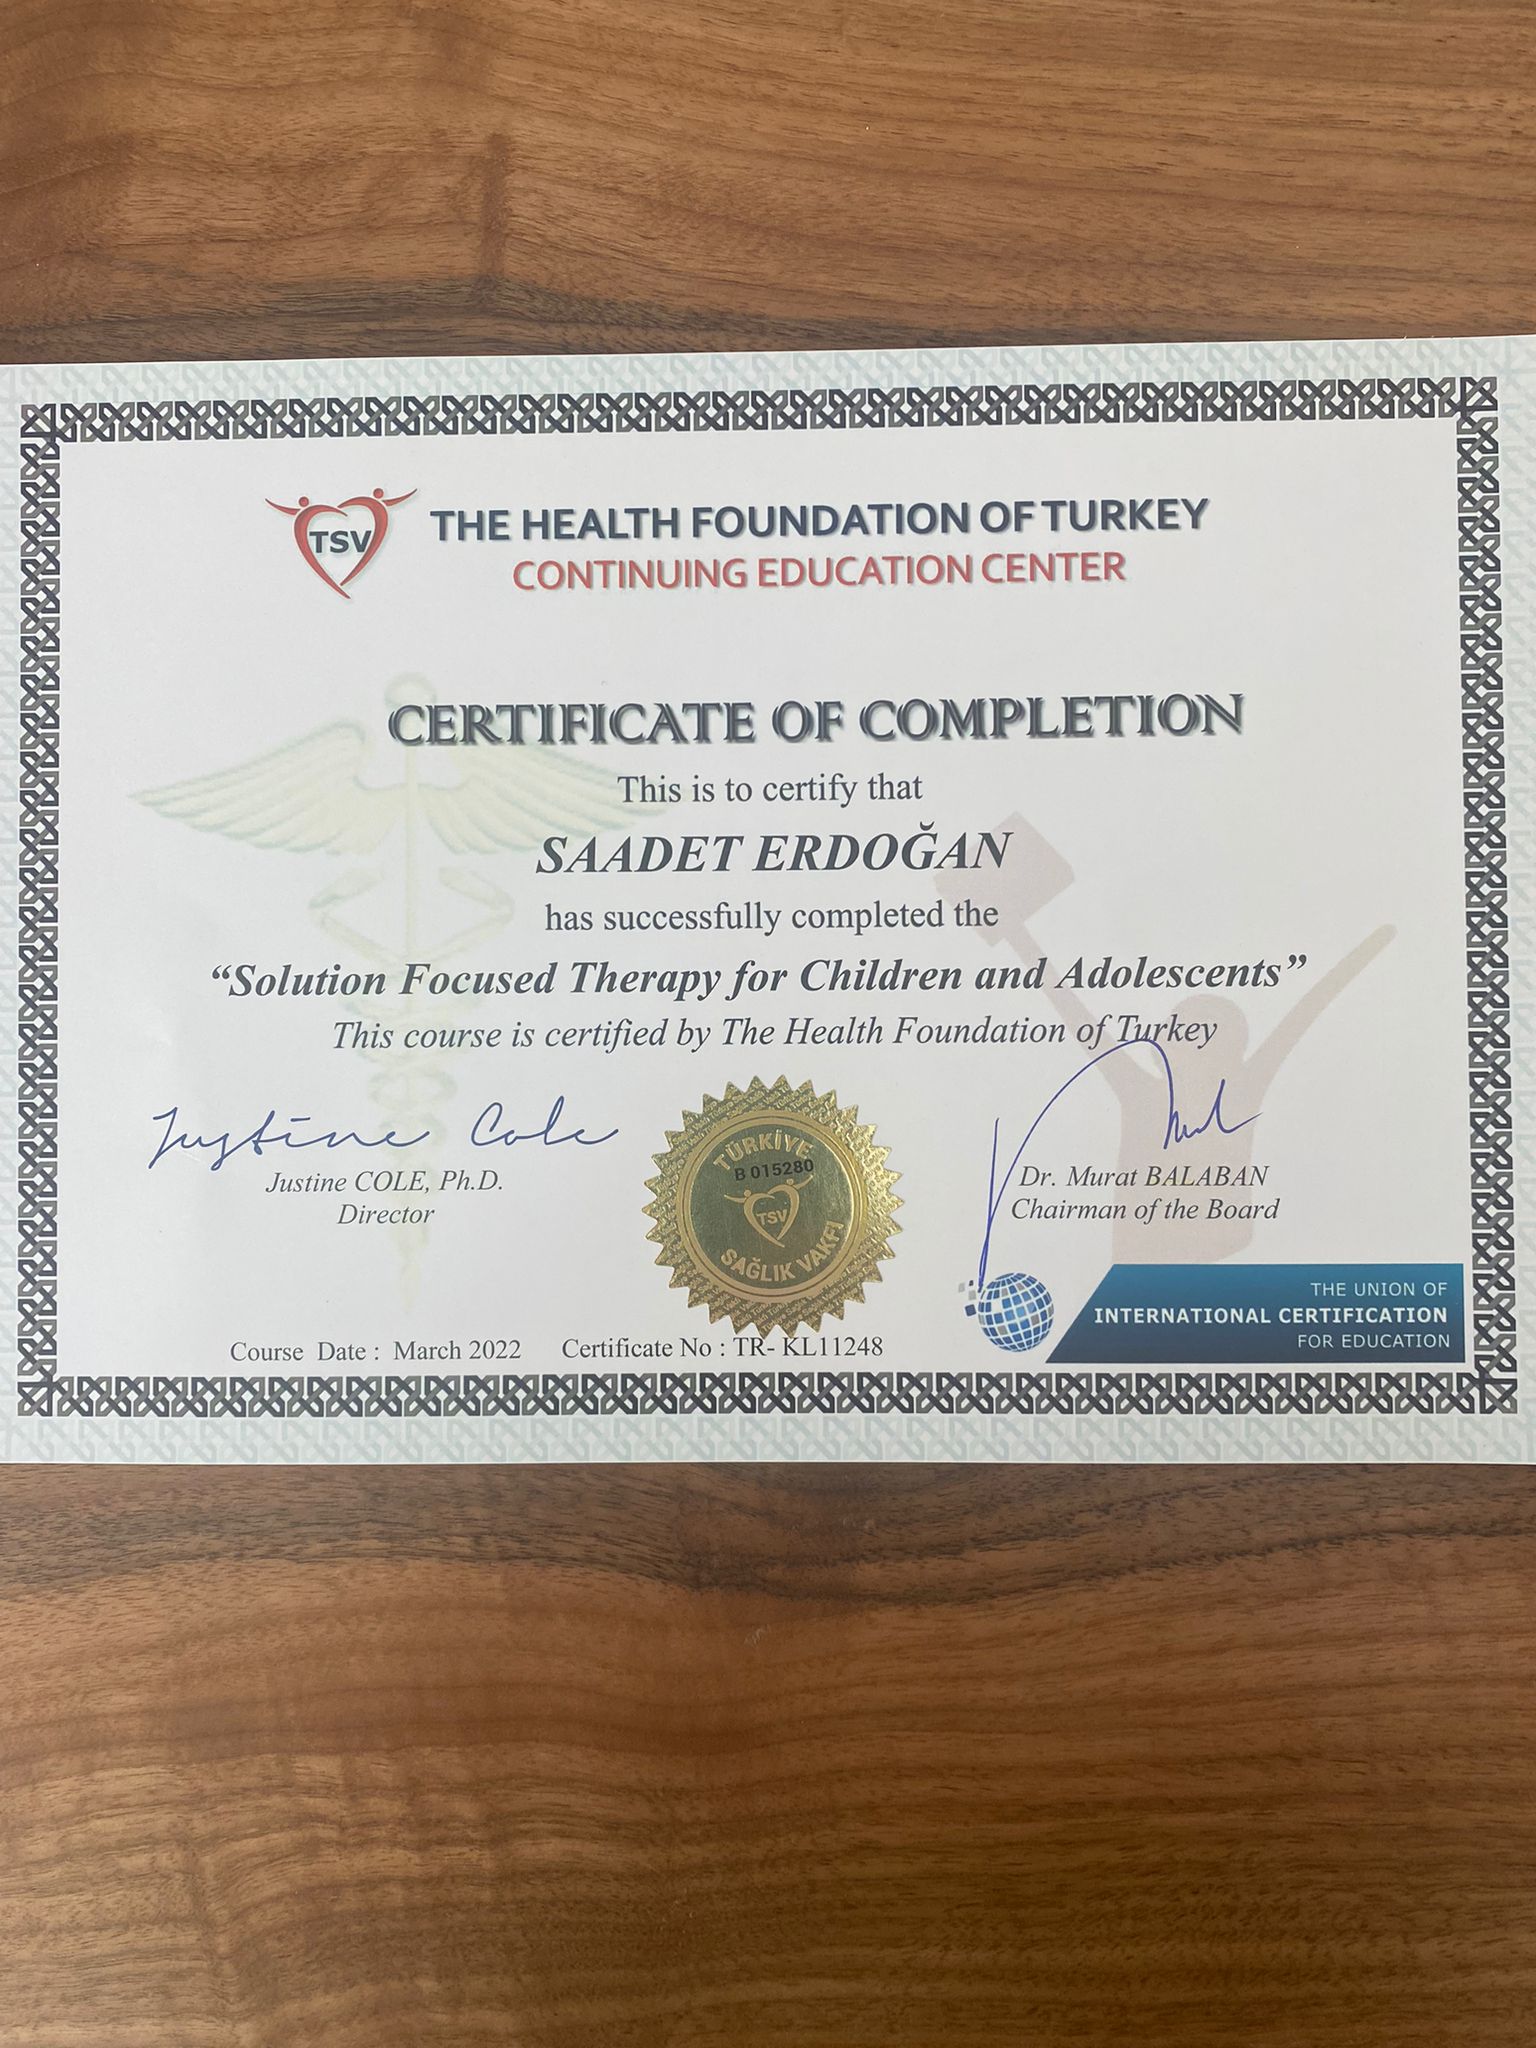 TSV
THE HEALTH FOUNDATION OF TURKEY
CONTINUING EDUCATION CENTER
CERTIFICATE OF COMPLETION
This is to certify that
SAADET ERDOĞAN
has successfully completed the
“Solution Focused Therapy for Children and Adolescents”
This course is certified by The Health Foundation of Turkey
Justine Cole
Justine COLE, Ph.D.
Director
TÜRKİYE
B 015280
TSV
SAĞLIK VAKFI
Dr. Murat BALABAN
Chairman of the Board
THE UNION OF
INTERNATIONAL CERTIFICATION
FOR EDUCATION
Course Date : March 2022 Certificate No : TR- KL11248